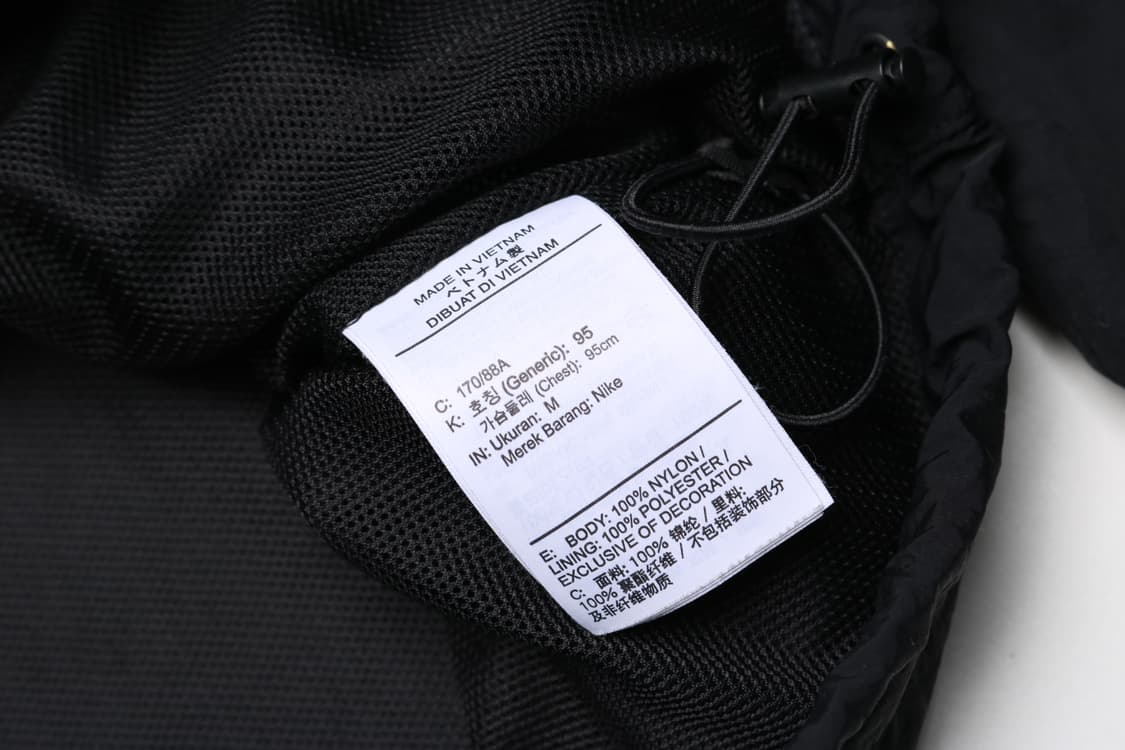 MADE IN VIETNAM
ベトナム製
DIBUAT DI VIETNAM
C: 170/88A
K: 호칭 (Generic): 95
가슴둘레 (Chest): 95cm
IN: Ukuran: M
Merek Barang: Nike
E: BODY: 100% NYLON /
LINING: 100% POLYESTER /
EXCLUSIVE OF DECORATION
C: 面料: 100% 锦纶 / 里料:
100% 聚酯纤维 / 不包括装饰部分
及非纤维物质